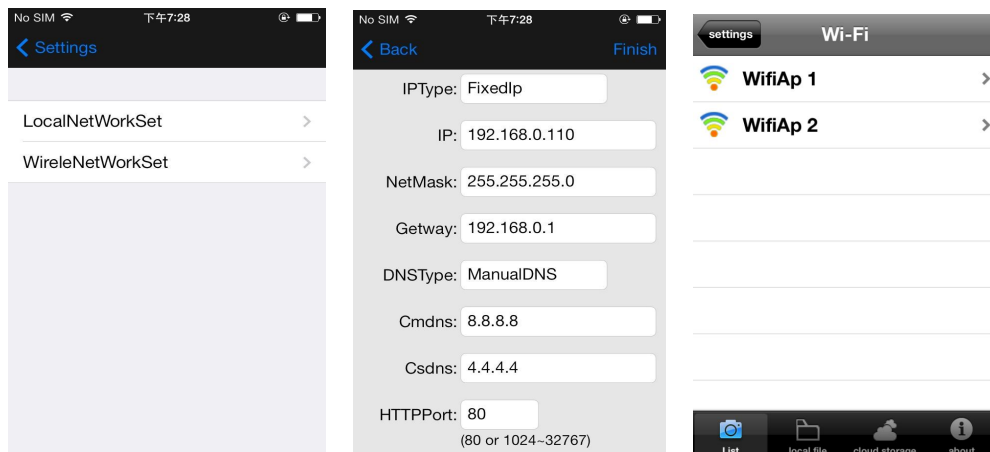 No SIM 下午7:28
Settings
LocalNetWorkSet
WireleNetWorkSet
No SIM 下午7:28
Back Finish
IPType: FixedIp
IP: 192.168.0.110
NetMask: 255.255.255.0
Getway: 192.168.0.1
DNSType: ManualDNS
Cmdns: 8.8.8.8
Csdns: 4.4.4.4
HTTPPort: 80
(80 or 1024~32767)
settings Wi-Fi
WifiAp 1
WifiAp 2
List local file cloud storage about